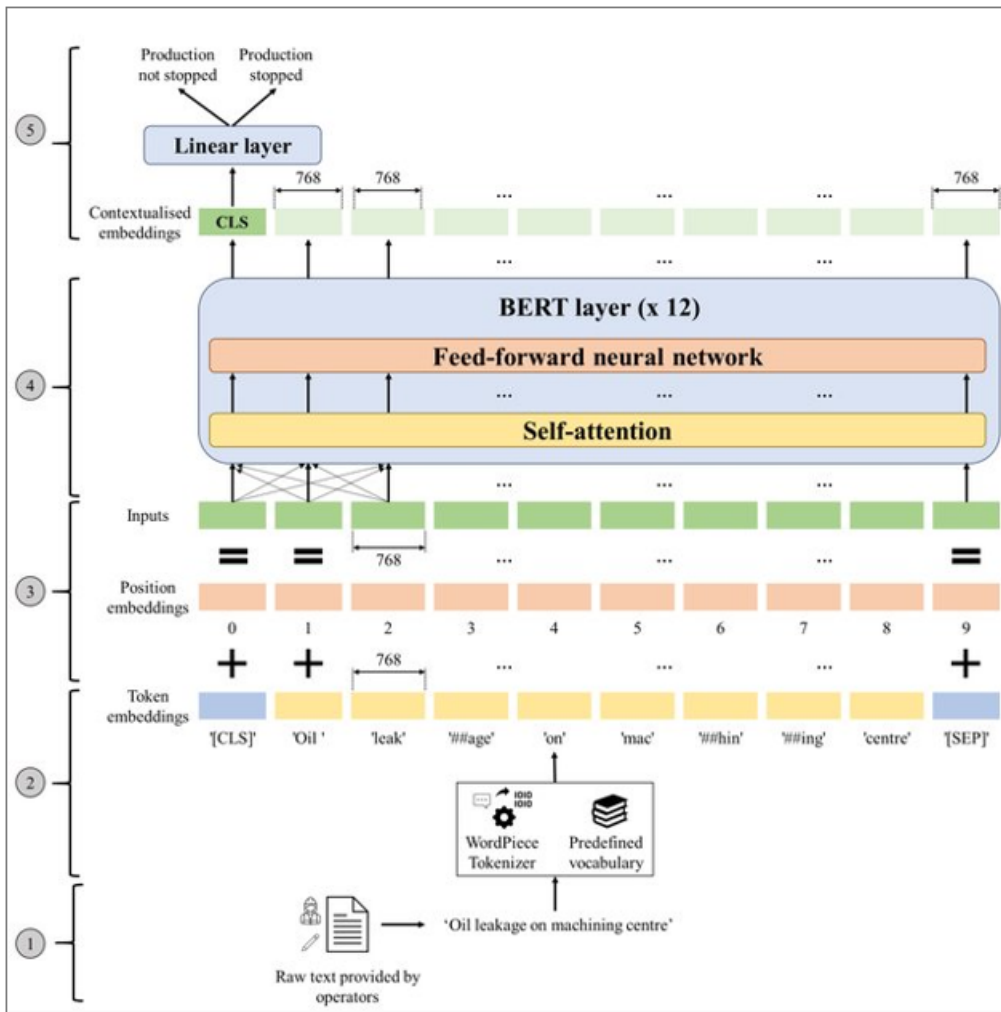 Production
not stopped
Production
stopped
5
Linear layer
768
768
...
...
...
768
Contextualised
embeddings
CLS
...
...
...
BERT layer (x 12)
Feed-forward neural network
4
...
...
...
Self-attention
...
...
...
Inputs
768
...
...
...
3
Position
embeddings
0 1 2 3 4 5 6 7 8 9
768
...
...
...
Token
embeddings
'[CLS]' 'Oil ' 'leak' '##age' 'on' 'mac' '##hin' '##ing' 'centre' '[SEP]'
2
IOIO
IOIO
WordPiece
Tokenizer
Predefined
vocabulary
1
‘Oil leakage on machining centre’
Raw text provided by
operators